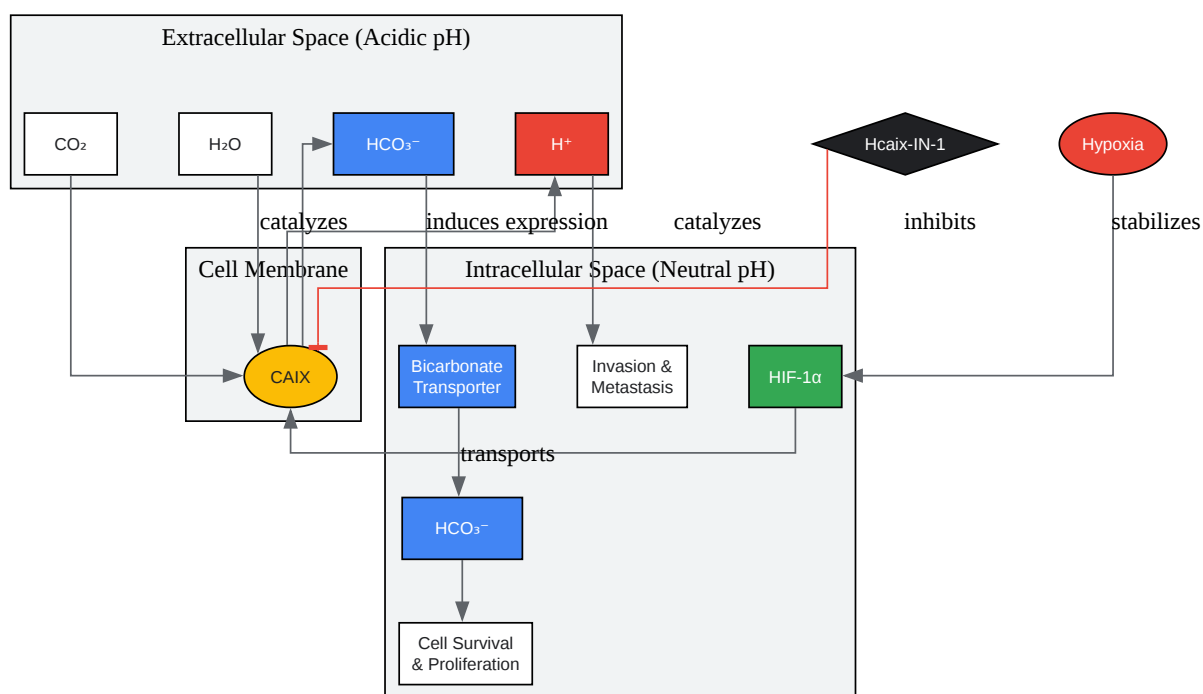 Extracellular Space (Acidic pH)
CO₂
H₂O
HCO₃⁻
H⁺
Hcaix-IN-1
Hypoxia
catalyzes
induces expression
catalyzes
inhibits
stabilizes
Cell Membrane
Intracellular Space (Neutral pH)
CAIX
Bicarbonate
Transporter
Invasion &
Metastasis
HIF-1α
transports
HCO₃⁻
Cell Survival
& Proliferation